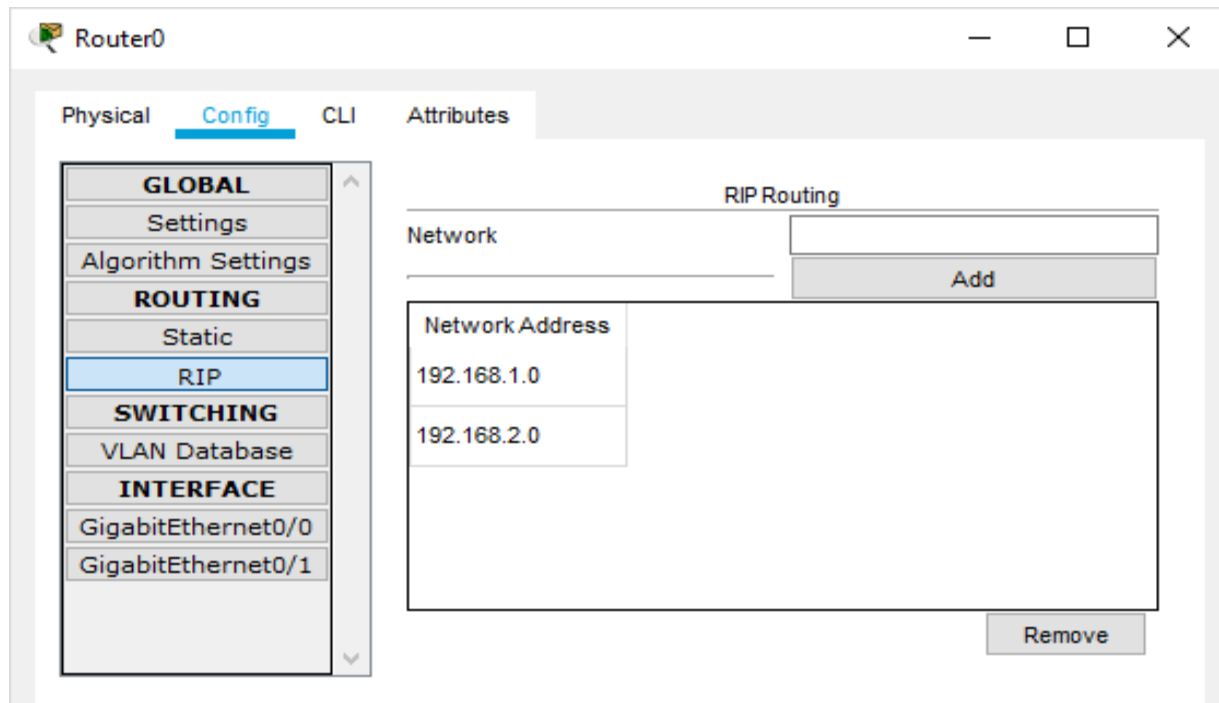 Router0
Physical Config CLI Attributes
GLOBAL
Settings
Algorithm Settings
ROUTING
Static
RIP
SWITCHING
VLAN Database
INTERFACE
GigabitEthernet0/0
GigabitEthernet0/1
RIP Routing
Network
Add
Network Address
192.168.1.0
192.168.2.0
Remove